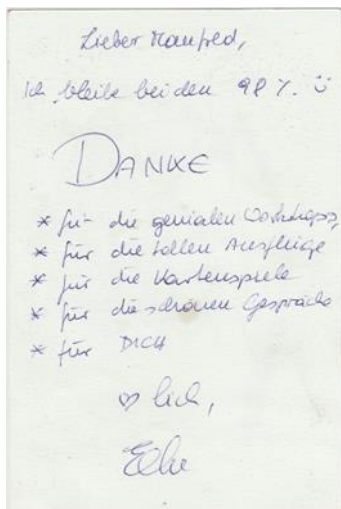 Lieber Manfred,
Ich bleibe bei den 98 %. ü
DANKE
* für die genialen Workshops,
* für die tollen Ausflüge
* für die Kartenspiele
* für die schönen Gespräche
* für DICH
♡ lich,
Elke